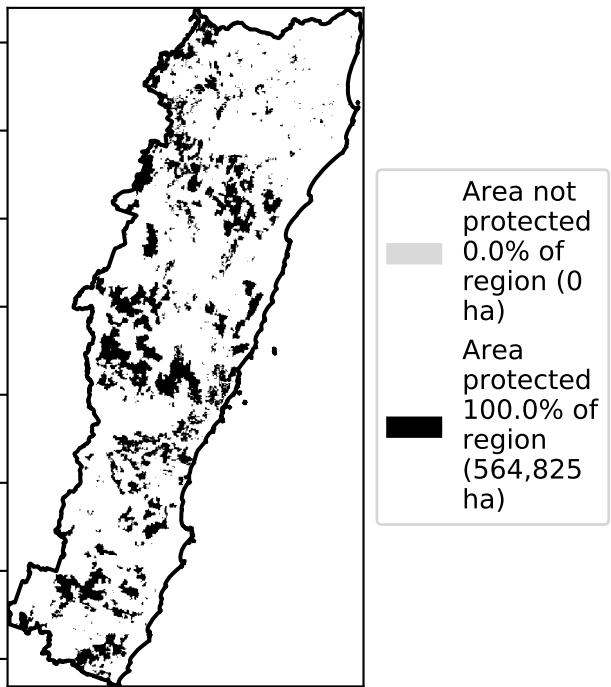 Area not
protected
0.0% of
region (0
ha)
Area
protected
100.0% of
region
(564,825
ha)